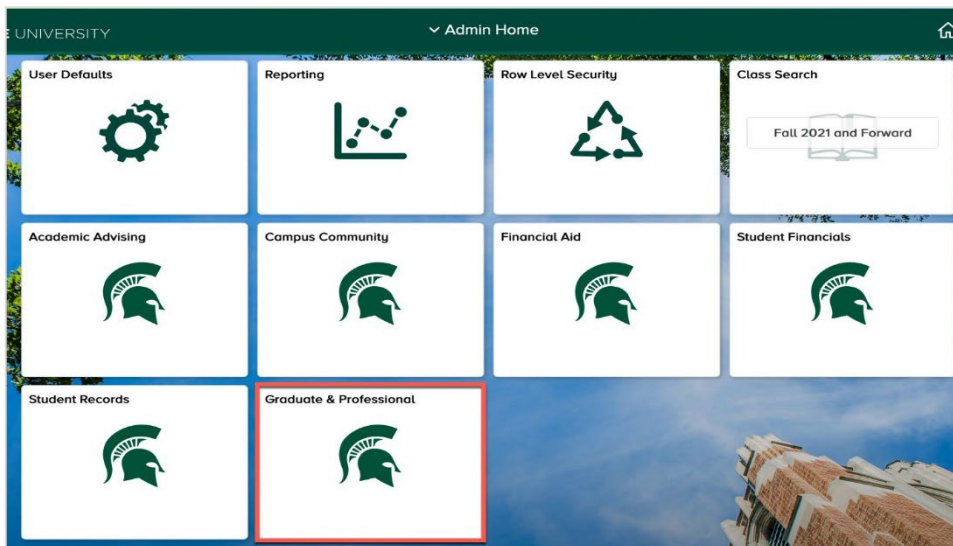 UNIVERSITY
Admin Home
User Defaults
Reporting
Row Level Security
Class Search
Fall 2021 and Forward
Academic Advising
Campus Community
Financial Aid
Student Financials
Student Records
Graduate & Professional